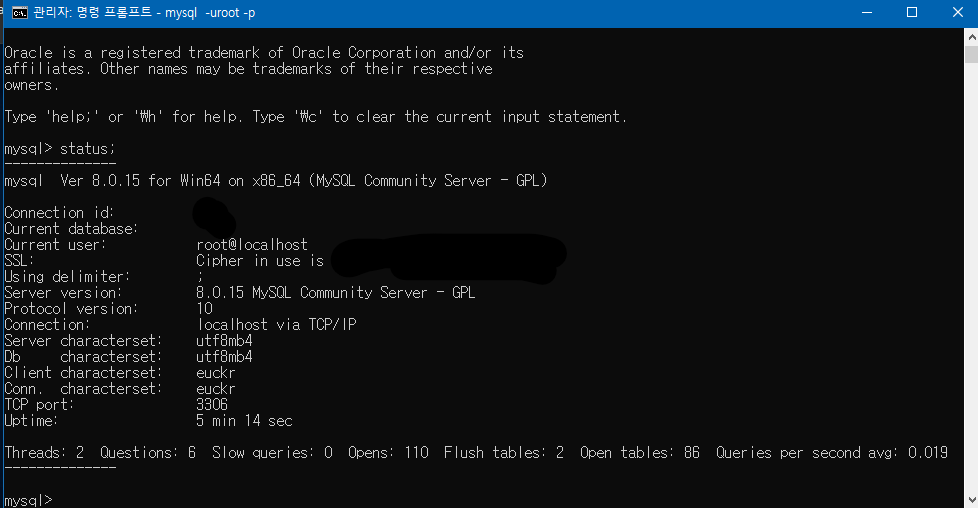 관리자: 명령 프롬프트 - mysql  -uroot -p
Oracle is a registered trademark of Oracle Corporation and/or its
affiliates. Other names may be trademarks of their respective
owners.
Type 'help;' or '₩h' for help. Type '₩c' to clear the current input statement.
mysql> status;
--------------
mysql  Ver 8.0.15 for Win64 on x86_64 (MySQL Community Server - GPL)
Connection id:
Current database:
Current user:           root@localhost
SSL:                    Cipher in use is
Using delimiter:        ;
Server version:         8.0.15 MySQL Community Server - GPL
Protocol version:       10
Connection:             localhost via TCP/IP
Server characterset:    utf8mb4
Db     characterset:    utf8mb4
Client characterset:    euckr
Conn.  characterset:    euckr
TCP port:               3306
Uptime:                 5 min 14 sec
Threads: 2  Questions: 6  Slow queries: 0  Opens: 110  Flush tables: 2  Open tables: 86  Queries per second avg: 0.019
--------------
mysql>